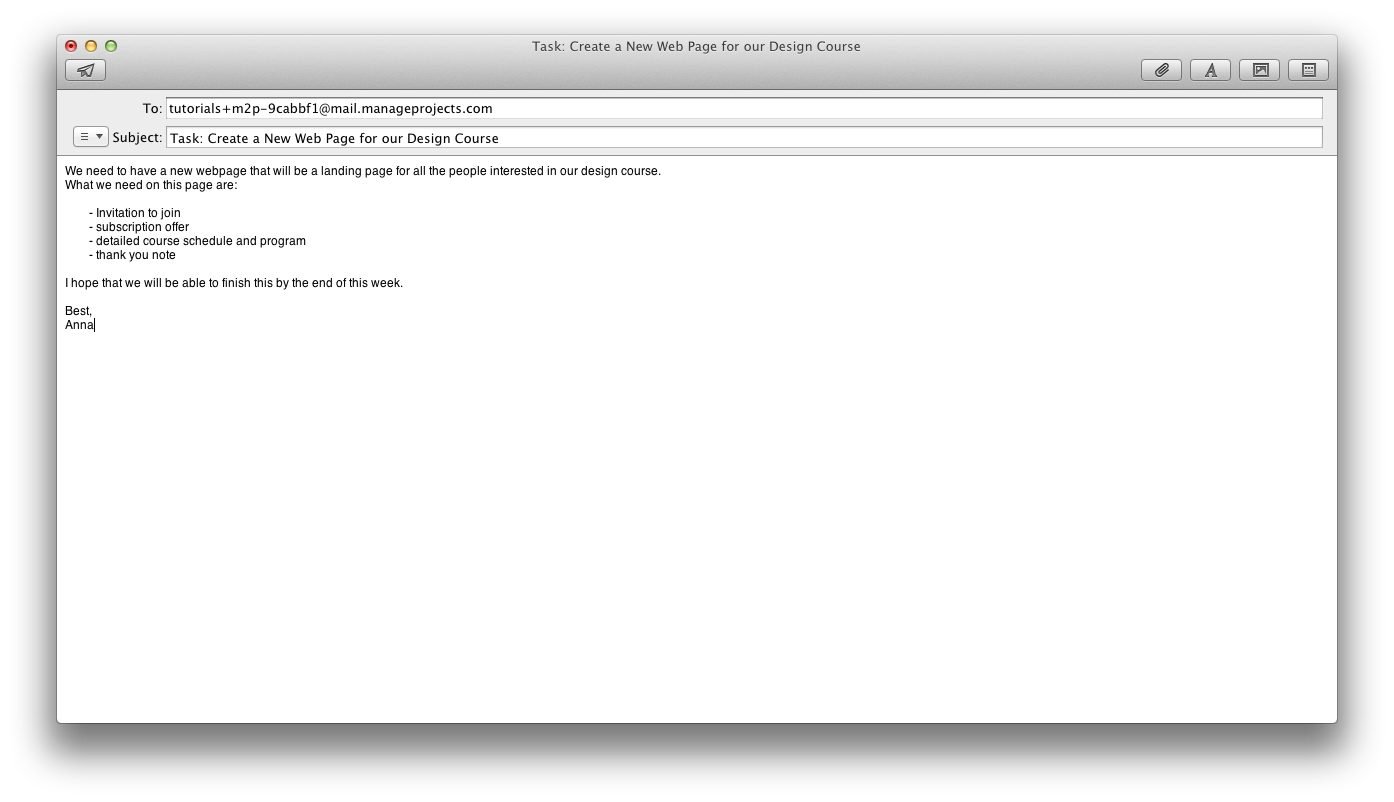 Task: Create a New Web Page for our Design Course
To: tutorials+m2p-9cabbf1@mail.manageprojects.com
Subject: Task: Create a New Web Page for our Design Course
We need to have a new webpage that will be a landing page for all the people interested in our design course.
What we need on this page are:
- Invitation to join
- subscription offer
- detailed course schedule and program
- thank you note
I hope that we will be able to finish this by the end of this week.
Best,
Anna